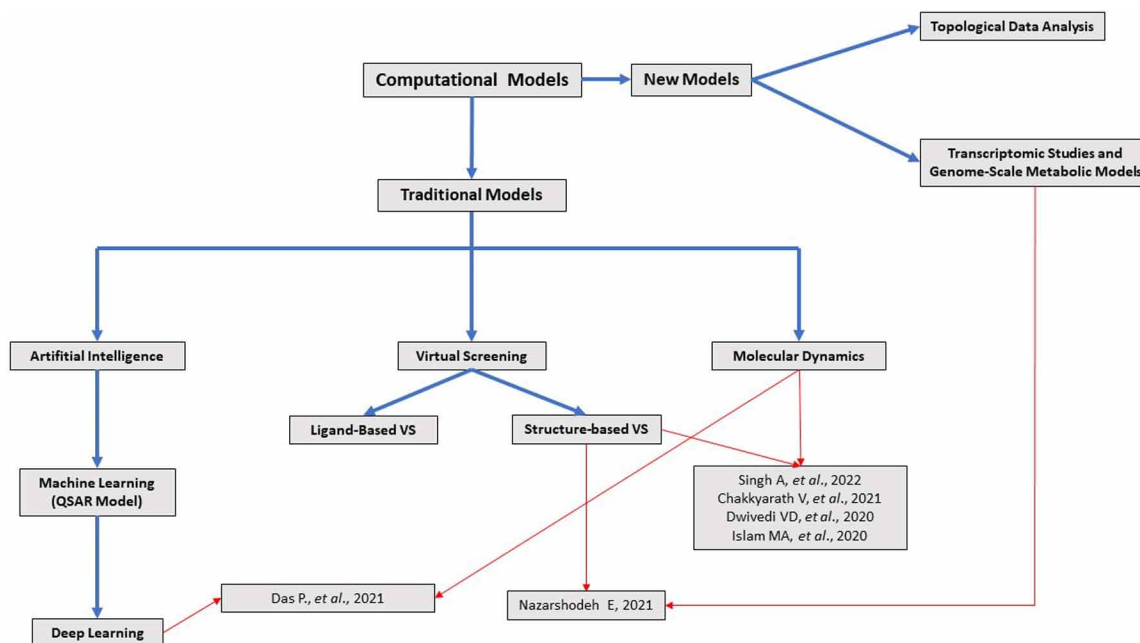 Topological Data Analysis
Computational Models
New Models
Transcriptomic Studies and
Genome-Scale Metabolic Models
Traditional Models
Artifitial Intelligence
Virtual Screening
Molecular Dynamics
Ligand-Based VS
Structure-based VS
Machine Learning
(QSAR Model)
Singh A, et al., 2022
Chakkyarath V, et al., 2021
Dwivedi VD, et al., 2020
Islam MA, et al., 2020
Das P., et al., 2021
Nazarshodeh E, 2021
Deep Learning